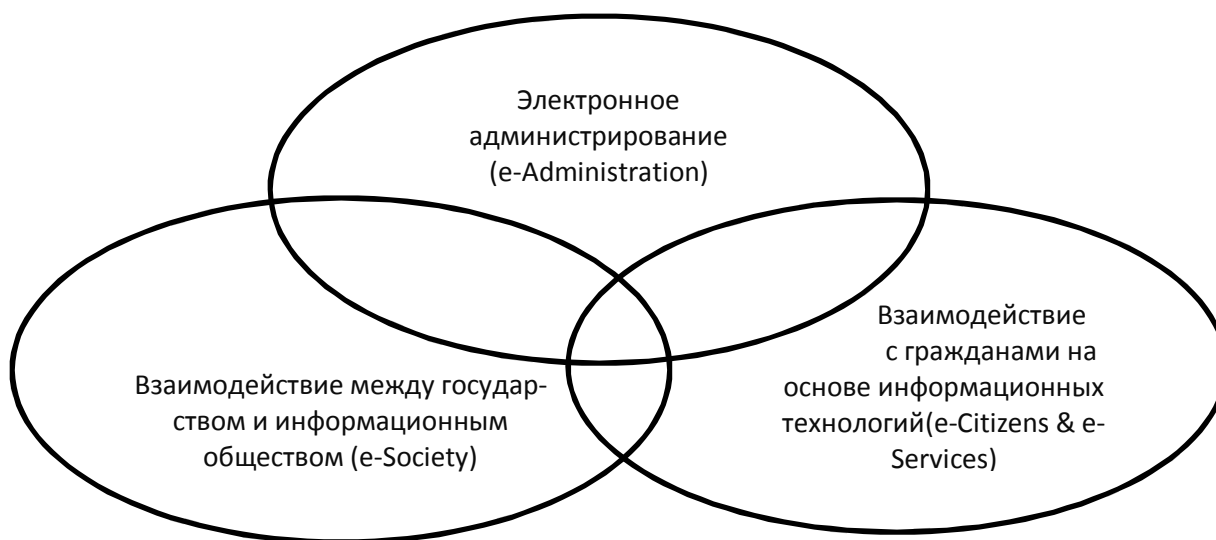 Электронное
администрирование
(e-Administration)
Взаимодействие между государ-
ством и информационным
обществом (e-Society)
Взаимодействие
с гражданами на
основе информационных
технологий(e-Citizens & e-
Services)